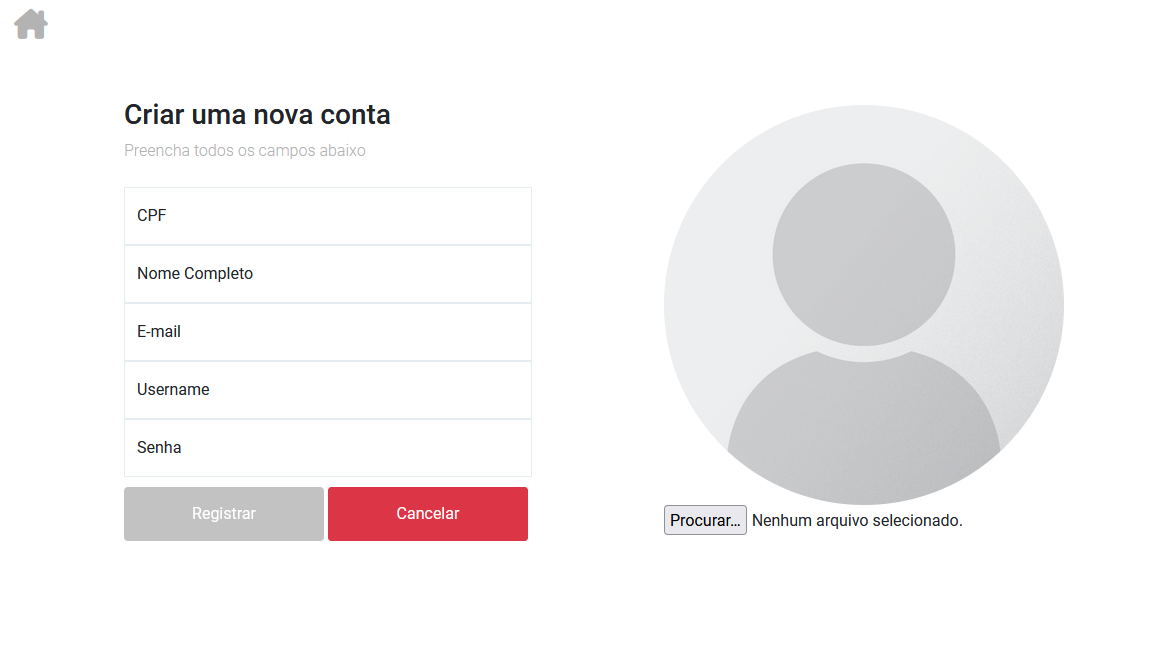 Criar uma nova conta
Preencha todos os campos abaixo
CPF
Nome Completo
E-mail
Username
Senha
Registrar
Cancelar
Procurar... Nenhum arquivo selecionado.